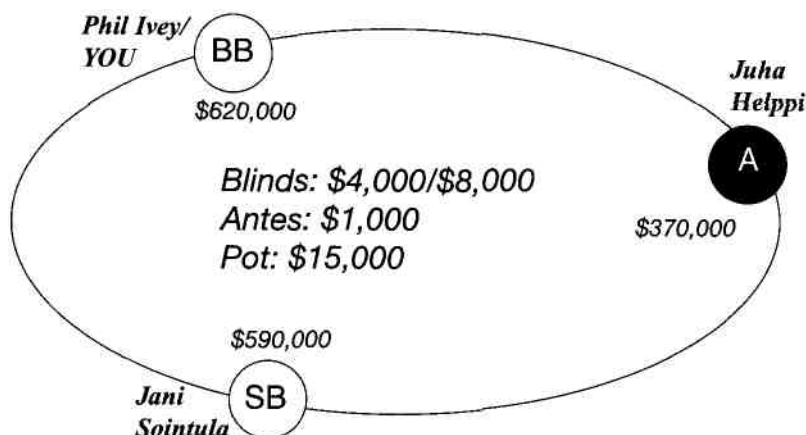 Phil Ivey/
YOU
BB
$620,000
Juha
Helppi
A
$370,000
Blinds: $4,000/$8,000
Antes: $1,000
Pot: $15,000
$590,000
SB
Jani
Sointula